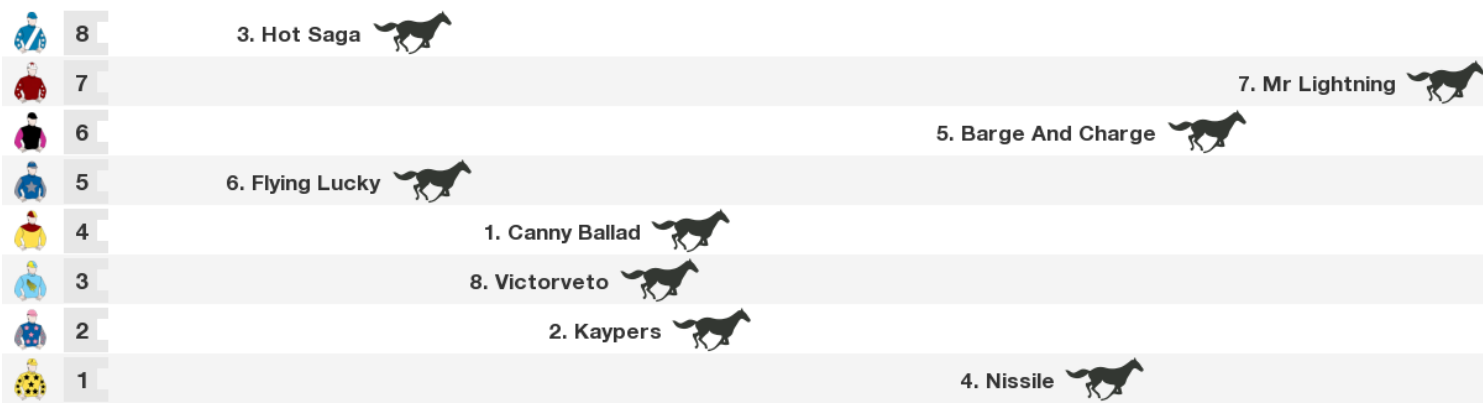 8 3. Hot Saga
7 7. Mr Lightning
6 5. Barge And Charge
5 6. Flying Lucky
4 1. Canny Ballad
3 8. Victorveto
2 2. Kaypers
1 4. Nissile